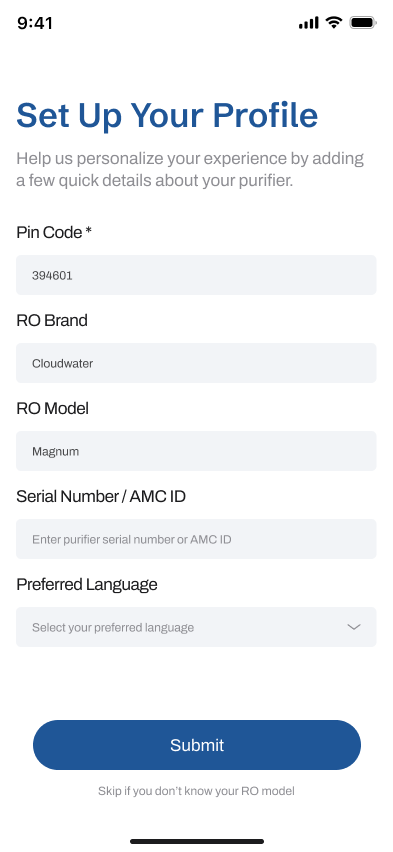 9:41
Set Up Your Profile
Help us personalize your experience by adding
a few quick details about your purifier.
Pin Code *
394601
RO Brand
Cloudwater
RO Model
Magnum
Serial Number / AMC ID
Enter purifier serial number or AMC ID
Preferred Language
Select your preferred language
Submit
Skip if you don’t know your RO model